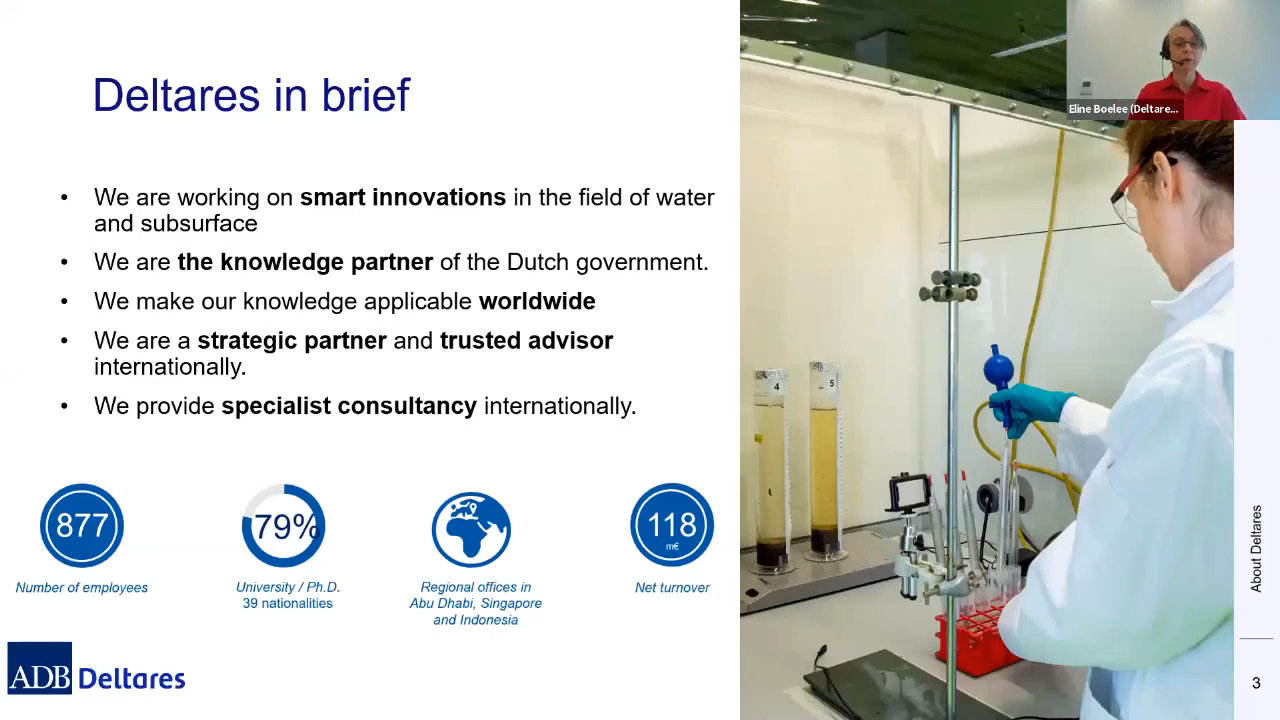 Deltares in brief
• We are working on smart innovations in the field of water
and subsurface
• We are the knowledge partner of the Dutch government.
• We make our knowledge applicable worldwide
• We are a strategic partner and trusted advisor
internationally.
• We provide specialist consultancy internationally.
877
Number of employees
79%
University / Ph.D.
39 nationalities
Regional offices in
Abu Dhabi, Singapore
and Indonesia
118
m€
Net turnover
ADB Deltares
Eline Boelee (Deltare...
4
5
About Deltares
3